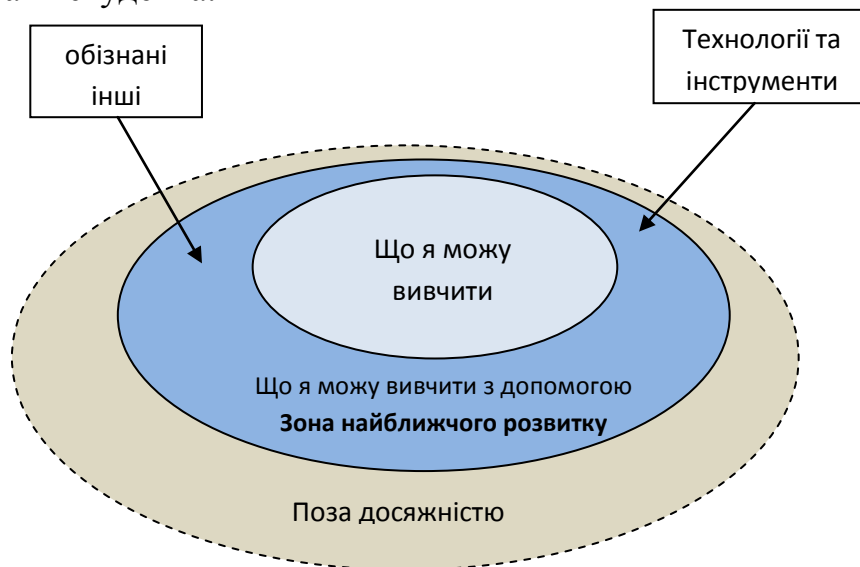 обізнані
інші
Технології та
інструменти
Що я можу
вивчити
Що я можу вивчити з допомогою
Зона найближчого розвитку
Поза досяжністю